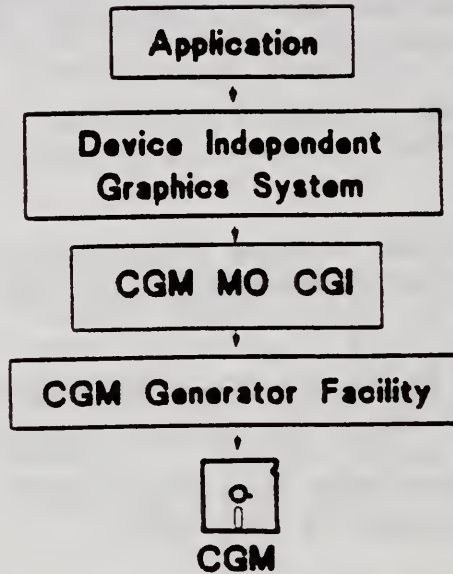 Application
Device Independent
Graphics System
CGM MO CGI
CGM Generator Facility
CGM